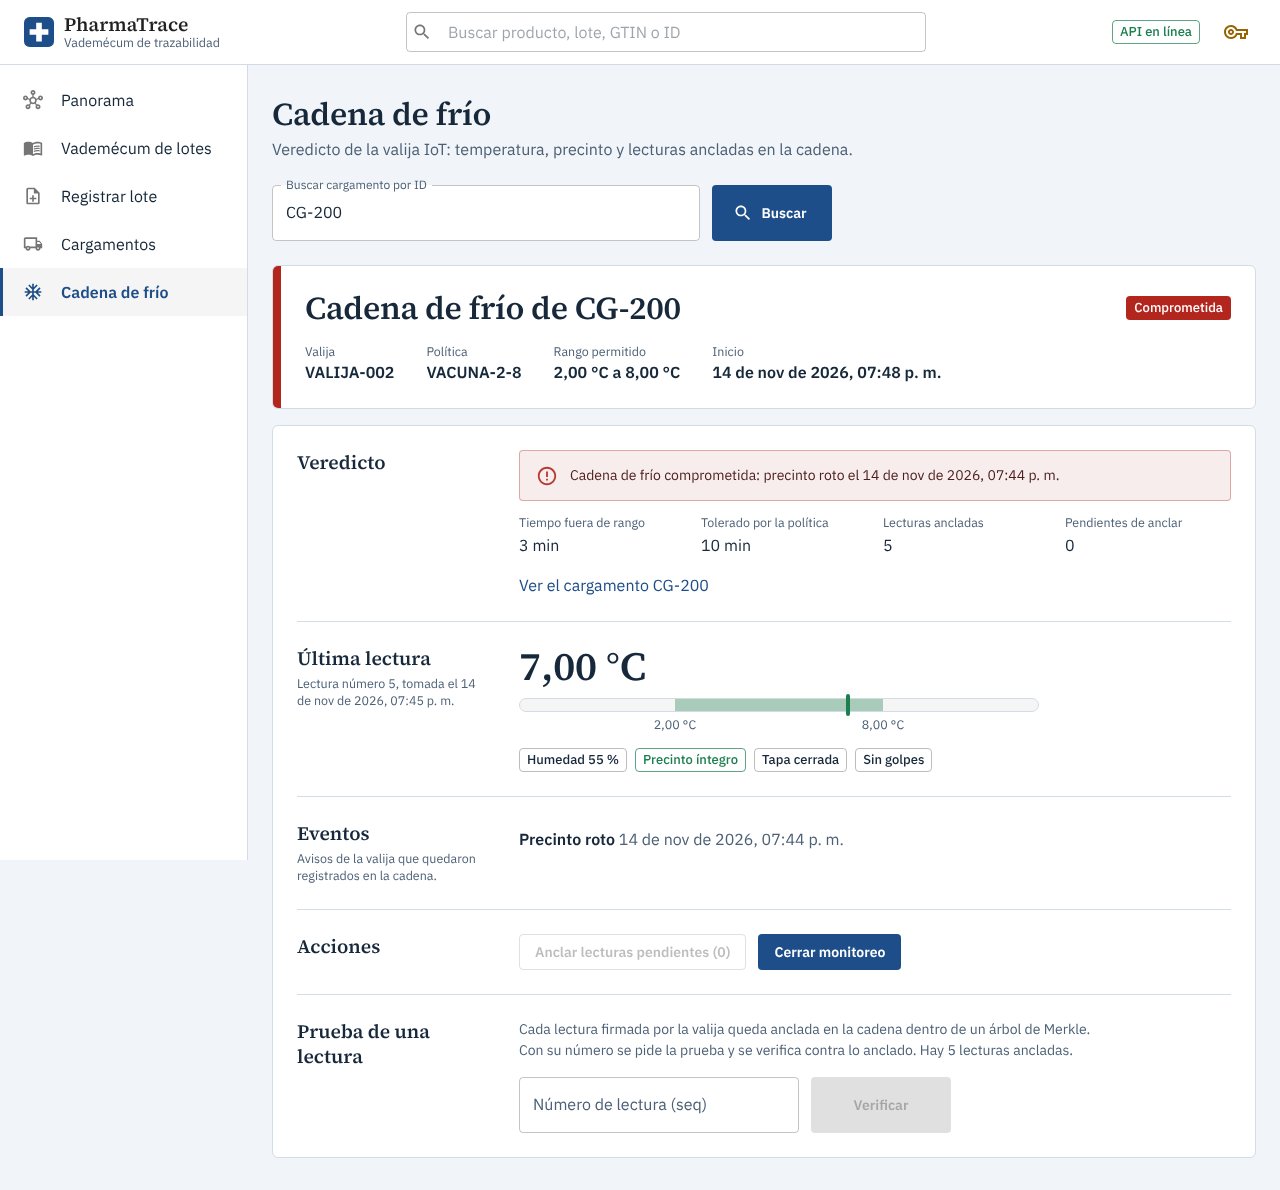 PharmaTrace
Vademécum de trazabilidad
Buscar producto, lote, GTIN o ID
API en línea
Panorama
Vademécum de lotes
Registrar lote
Cargamentos
Cadena de frío
Cadena de frío
Veredicto de la valija IoT: temperatura, precinto y lecturas ancladas en la cadena.
Buscar cargamento por ID
CG-200
Buscar
Cadena de frío de CG-200
Comprometida
Valija
VALIJA-002
Política
VACUNA-2-8
Rango permitido
2,00 °C a 8,00 °C
Inicio
14 de nov de 2026, 07:48 p. m.
Veredicto
Cadena de frío comprometida: precinto roto el 14 de nov de 2026, 07:44 p. m.
Tiempo fuera de rango
3 min
Tolerado por la política
10 min
Lecturas ancladas
5
Pendientes de anclar
0
Ver el cargamento CG-200
Última lectura
Lectura número 5, tomada el 14
de nov de 2026, 07:45 p. m.
7,00 °C
2,00 °C
8,00 °C
Humedad 55 %
Precinto íntegro
Tapa cerrada
Sin golpes
Eventos
Avisos de la valija que quedaron
registrados en la cadena.
Precinto roto 14 de nov de 2026, 07:44 p. m.
Acciones
Anclar lecturas pendientes (0)
Cerrar monitoreo
Prueba de una
lectura
Cada lectura firmada por la valija queda anclada en la cadena dentro de un árbol de Merkle.
Con su número se pide la prueba y se verifica contra lo anclado. Hay 5 lecturas ancladas.
Número de lectura (seq)
Verificar